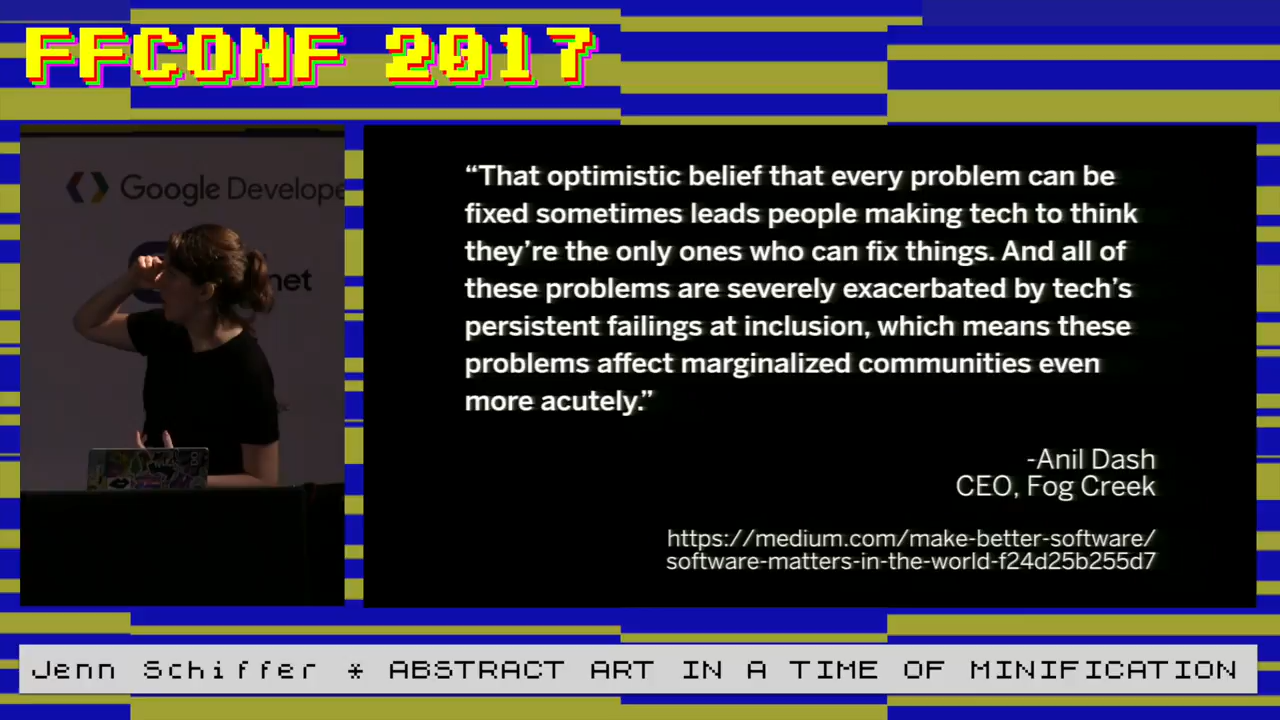 FFCONF 2017
Google Develope
net
“That optimistic belief that every problem can be
fixed sometimes leads people making tech to think
they’re the only ones who can fix things. And all of
these problems are severely exacerbated by tech’s
persistent failings at inclusion, which means these
problems affect marginalized communities even
more acutely.”
-Anil Dash
CEO, Fog Creek
https://medium.com/make-better-software/
software-matters-in-the-world-f24d25b255d7
Jenn Schiffer * ABSTRACT ART IN A TIME OF MINIFICATION